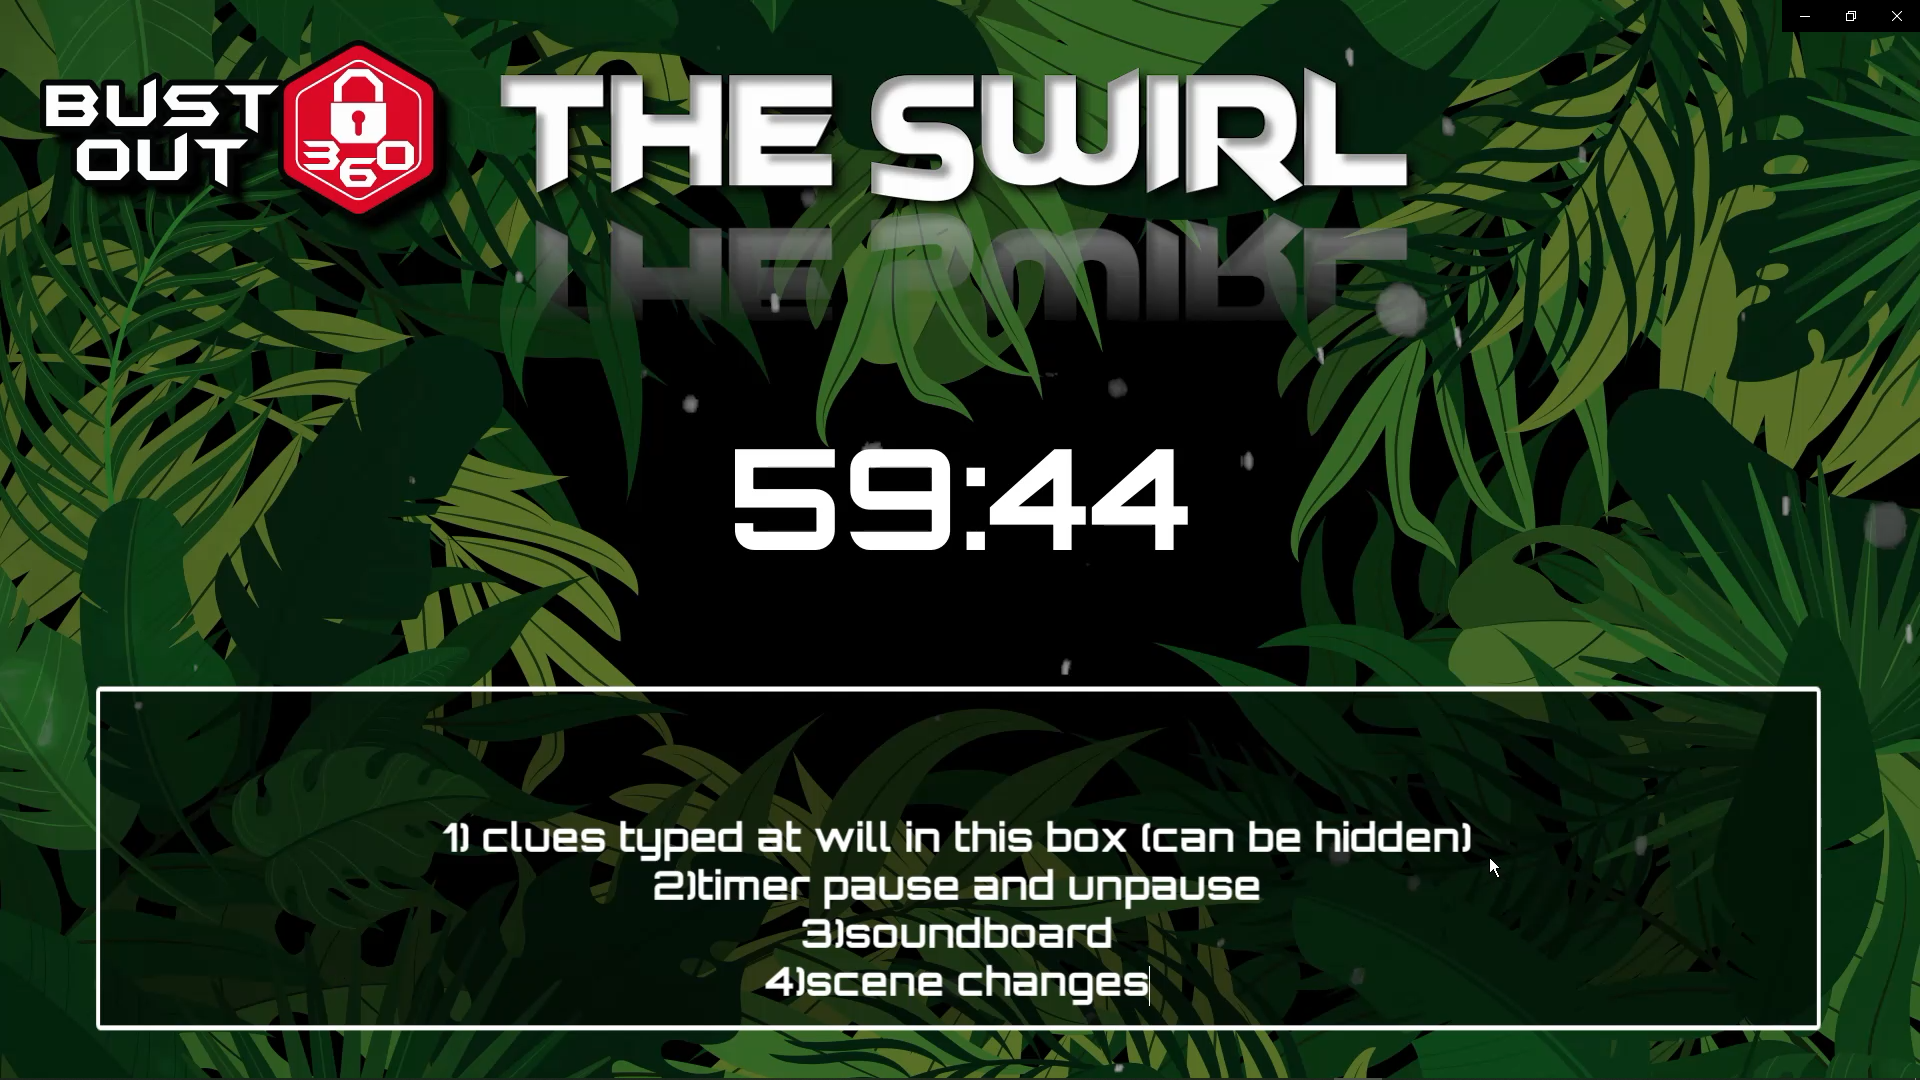 BUST
OUT
360
THE SWIRL
59:44
1) clues typed at will in this box (can be hidden)
2)timer pause and unpause
3)soundboard
4)scene changes